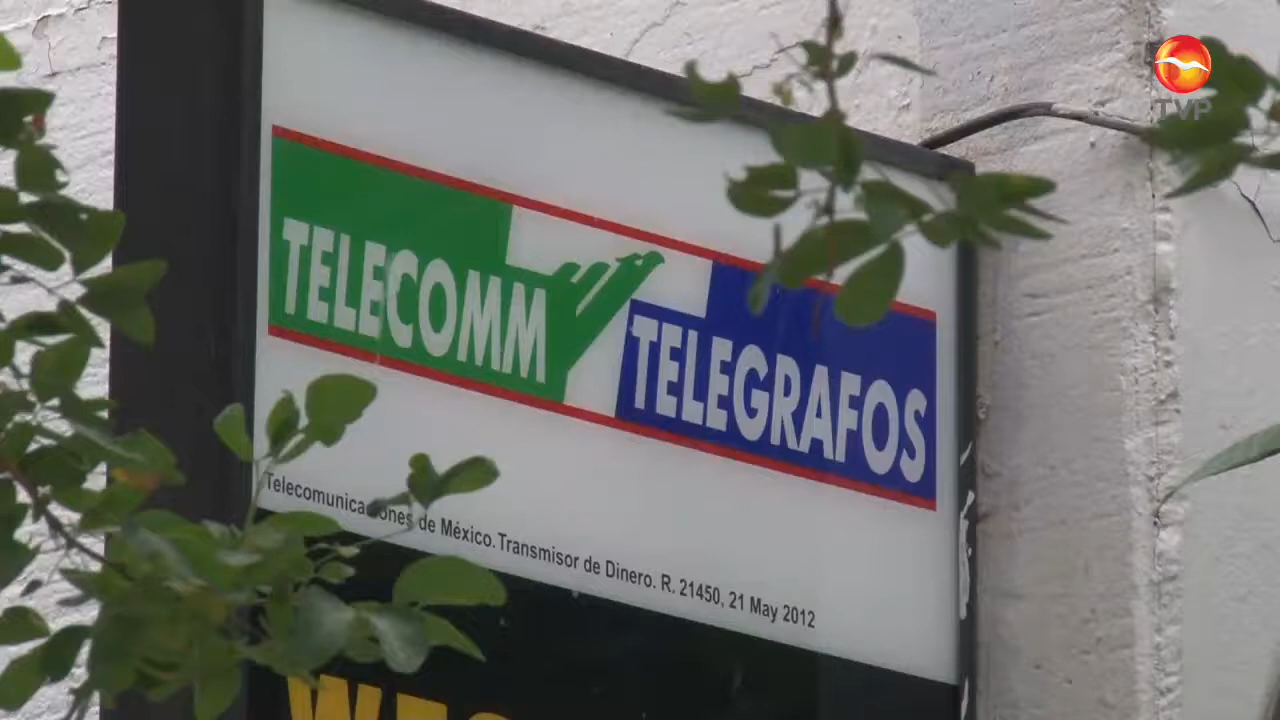 TVP
TELECOMM
TELEGRAFOS
Telecomunicaciones de México. Transmisor de Dinero. R. 21450, 21 May 2012